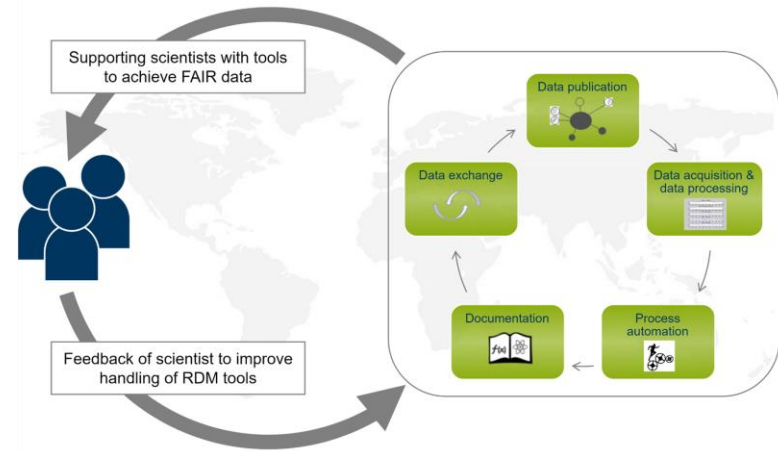 Supporting scientists with tools
to achieve FAIR data
Data publication
Data exchange
Data acquisition &
data processing
Documentation
f(x)
Process
automation
Feedback of scientist to improve
handling of RDM tools